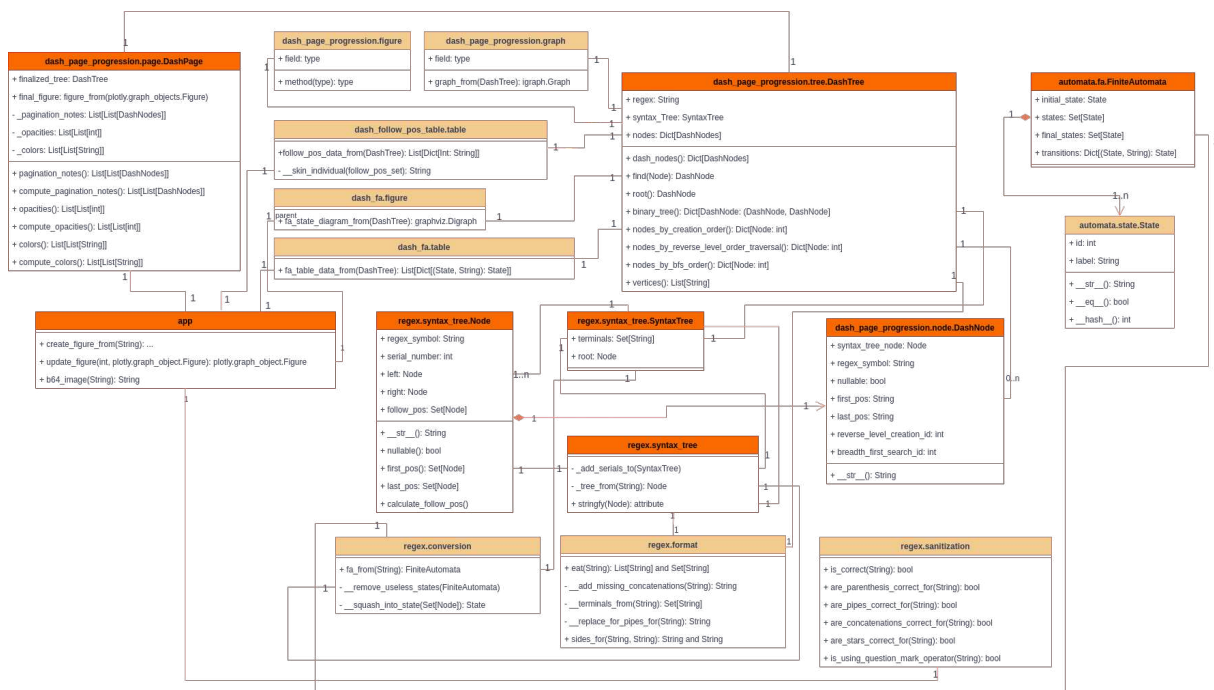 dash_page_progression.page.DashPage
+ finalized_tree: DashTree
+ final_figure: figure_from(plotly.graph_objects.Figure)
- _pagination_notes: List[List[DashNodes]]
- _opacities: List[List[int]]
- _colors: List[List[String]]
+ pagination_notes(): List[List[DashNodes]]
+ compute_pagination_notes(): List[List[DashNodes]]
+ opacities(): List[List[int]]
+ compute_opacities(): List[List[int]]
+ colors(): List[List[String]]
+ compute_colors(): List[List[String]]
dash_page_progression.figure
+ field: type
+ method(type): type
dash_page_progression.graph
+ field: type
+ igraph_from(DashTree): igraph.Graph
dash_follow_pos_table.table
+follow_pos_data_from(DashTree): List[Dict[Int: String]]
- __skin_individual(follow_pos_set): String
dash_fa.figure
parent
+ fa_state_diagram_from(DashTree): graphviz.Digraph
dash_fa.table
+ fa_table_data_from(DashTree): List[Dict[(State, String): State]]
dash_page_progression.tree.DashTree
+ regex: String
+ syntax_Tree: SyntaxTree
+ nodes: Dict[DashNodes]
+ dash_nodes(): Dict[DashNodes]
+ find(Node): DashNode
+ root(): DashNode
+ binary_tree(): Dict[DashNode: (DashNode, DashNode]
+ nodes_by_creation_order(): Dict[Node: int]
+ nodes_by_reverse_level_order_traversal(): Dict[Node: int]
+ nodes_by_bfs_order(): Dict[Node: int]
+ vertices(): List[String]
automata.fa.FiniteAutomata
+ initial_state: State
+ states: Set[State]
+ final_states: Set[State]
+ transitions: Dict[(State, String): State]
1
1..n
automata.state.State
+ id: int
+ label: String
+ __str__(): String
+ __eq__(): bool
+ __hash__(): int
app
+ create_figure_from(String): ...
+ update_figure(int, plotly.graph_object.Figure): plotly.graph_object.Figure
+ b64_image(String): String
regex.syntax_tree.Node
+ regex_symbol: String
+ serial_number: int
+ left: Node
+ right: Node
+ follow_pos: Set[Node]
+ __str__(): String
+ nullable(): bool
+ first_pos(): Set[Node]
+ last_pos: Set[Node]
+ calculate_follow_pos()
1..n
regex.syntax_tree.SyntaxTree
+ terminals: Set[String]
+ root: Node
dash_page_progression.node.DashNode
+ syntax_tree_node: Node
+ regex_symbol: String
+ nullable: bool
+ first_pos: String
+ last_pos: String
+ reverse_level_creation_id: int
+ breadth_first_search_id: int
+ __str__(): String
0..n
regex.syntax_tree
- _add_serials_to(SyntaxTree)
- _tree_from(String): Node
+ stringfy(Node): attribute
regex.conversion
+ fa_from(String): FiniteAutomata
- __remove_useless_states(FiniteAutomata)
- __squash_into_state(Set[Node]): State
regex.format
+ eat(String): List[String] and Set[String]
- __add_missing_concatenations(String): String
- __terminals_from(String): Set[String]
- __replace_for_pipes_for(String): String
+ sides_for(String, String): String and String
regex.sanitization
+ is_correct(String): bool
+ are_parenthesis_correct_for(String): bool
+ are_pipes_correct_for(String): bool
+ are_concatenations_correct_for(String): bool
+ are_stars_correct_for(String): bool
+ is_using_question_mark_operator(String): bool